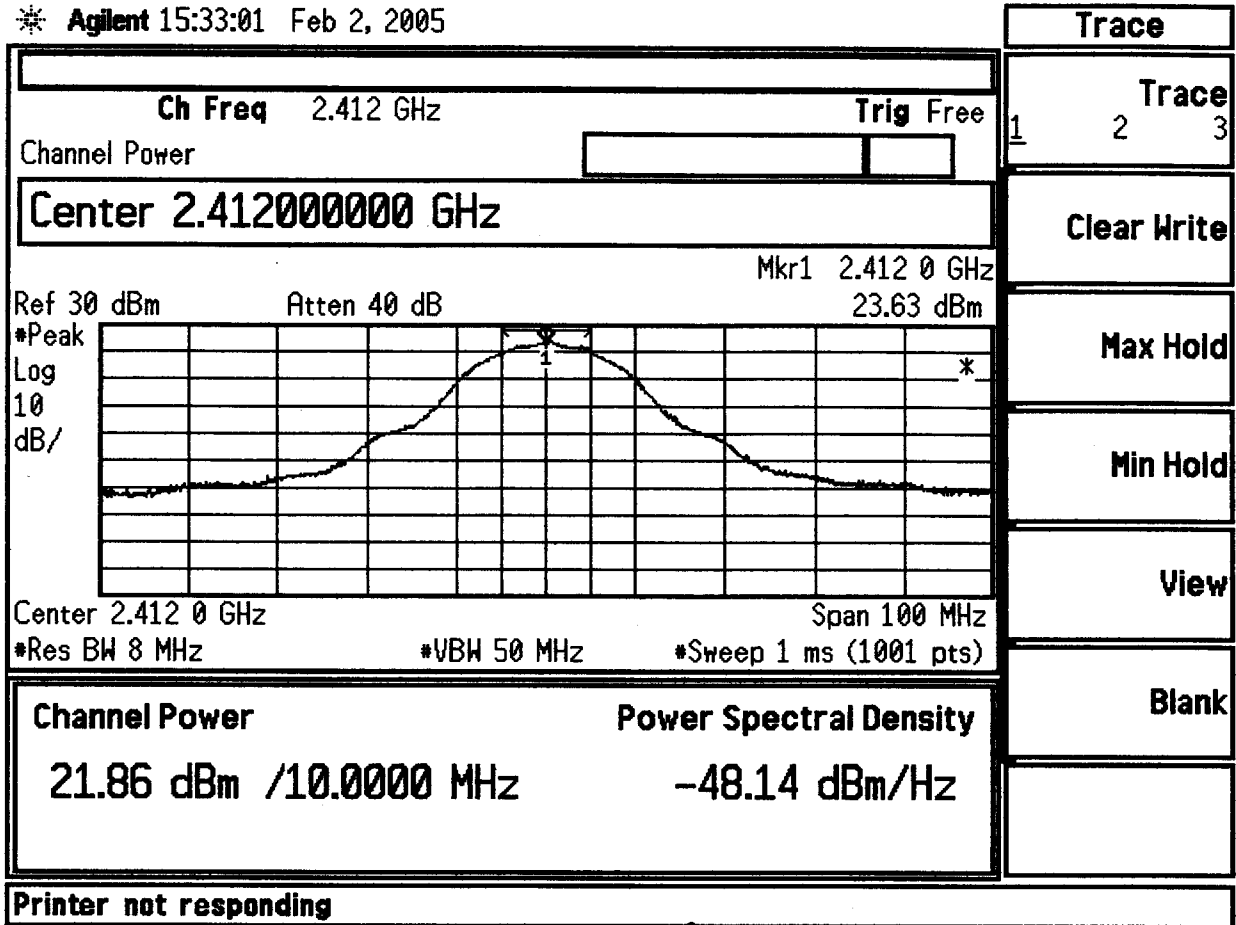 Agilent 15:33:01 Feb 2, 2005
Trace
Ch Freq 2.412 GHz
Trig Free
Channel Power
Center 2.412000000 GHz
Mkr1 2.412 0 GHz
Ref 30 dBm
Atten 40 dB
23.63 dBm
#Peak
Log
10
dB/
1
*
Center 2.412 0 GHz
Span 100 MHz
#Res BW 8 MHz
#VBW 50 MHz
#Sweep 1 ms (1001 pts)
Channel Power
Power Spectral Density
21.86 dBm /10.0000 MHz
-48.14 dBm/Hz
Trace
1 2 3
Clear Write
Max Hold
Min Hold
View
Blank
Printer not responding